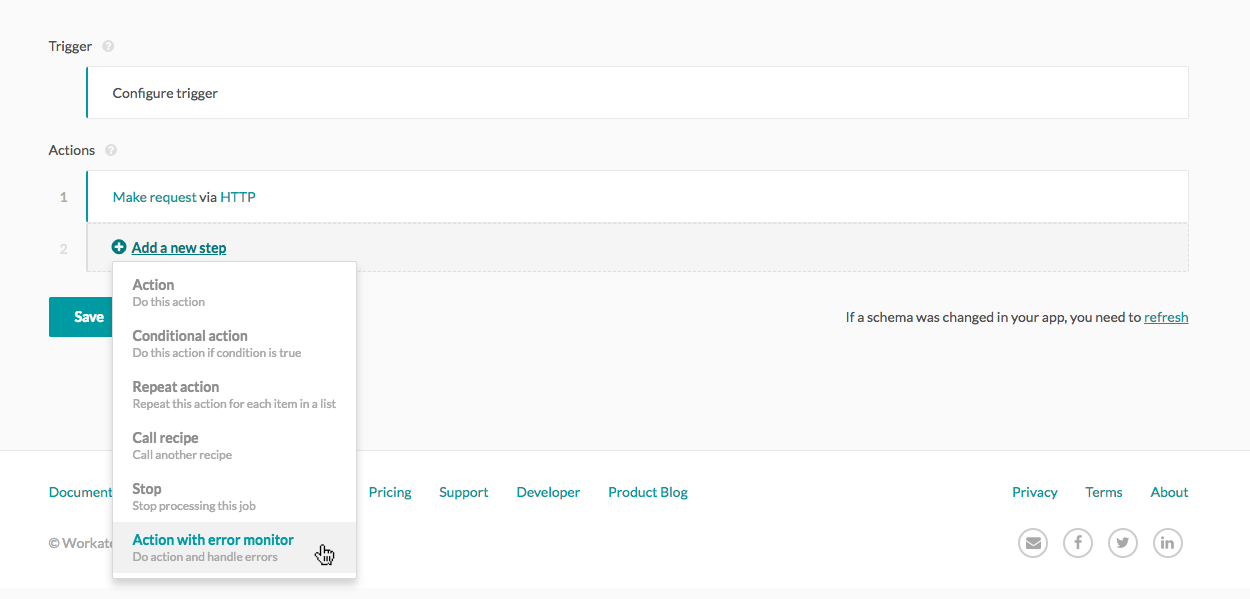 Trigger ?
Configure trigger
Actions ?
1 Make request via HTTP
2 Add a new step
Action
Do this action
Save
If a schema was changed in your app, you need to refresh
Conditional action
Do this action if condition is true
Repeat action
Repeat this action for each item in a list
Call recipe
Call another recipe
Stop
Stop processing this job
Action with error monitor
Do action and handle errors
Document Pricing Support Developer Product Blog Privacy Terms About
© Workato